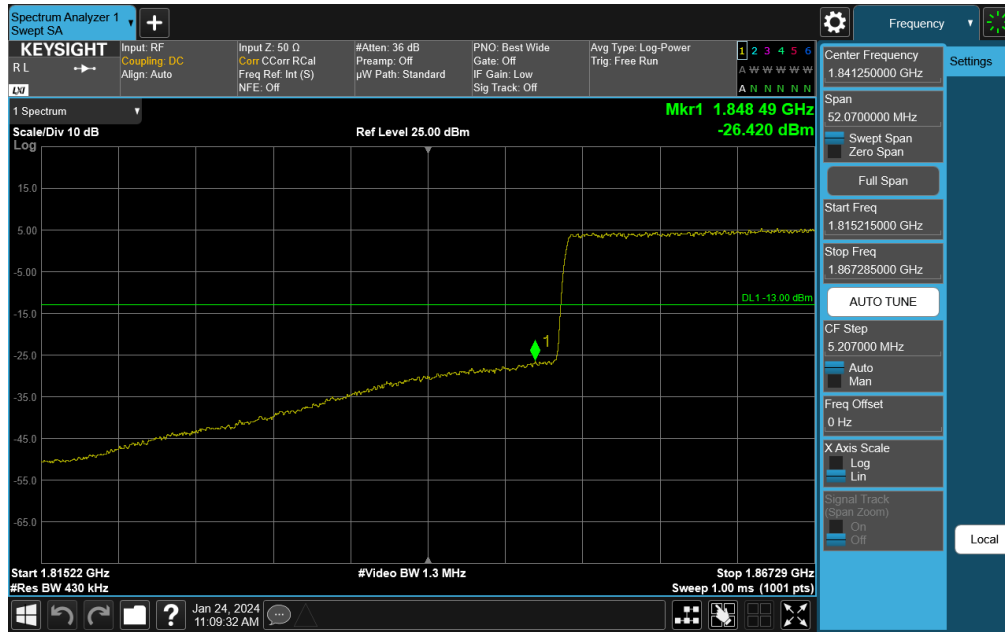 Spectrum Analyzer 1
Swept SA
Frequency
KEYSIGHT
R L
LXI
Input: RF
Coupling: DC
Align: Auto
Input Z: 50 Ω
Corr CCorr RCal
Freq Ref: Int (S)
NFE: Off
#Atten: 36 dB
Preamp: Off
µW Path: Standard
PNO: Best Wide
Gate: Off
IF Gain: Low
Sig Track: Off
Avg Type: Log-Power
Trig: Free Run
1 2 3 4 5 6
A W W W W W
A N N N N N
1 Spectrum
Scale/Div 10 dB
Log
Ref Level 25.00 dBm
Mkr1 1.848 49 GHz
-26.420 dBm
15.0
5.00
-5.00
-15.0
-25.0
-35.0
-45.0
-55.0
-65.0
DL1 -13.00 dBm
1
Start 1.81522 GHz
#Res BW 430 kHz
#Video BW 1.3 MHz
Stop 1.86729 GHz
Sweep 1.00 ms (1001 pts)
Jan 24, 2024
11:09:32 AM
Center Frequency
1.841250000 GHz
Span
52.0700000 MHz
Swept Span
Zero Span
Full Span
Start Freq
1.815215000 GHz
Stop Freq
1.867285000 GHz
AUTO TUNE
CF Step
5.207000 MHz
Auto
Man
Freq Offset
0 Hz
X Axis Scale
Log
Lin
Signal Track
(Span Zoom)
On
Off
Settings
Local